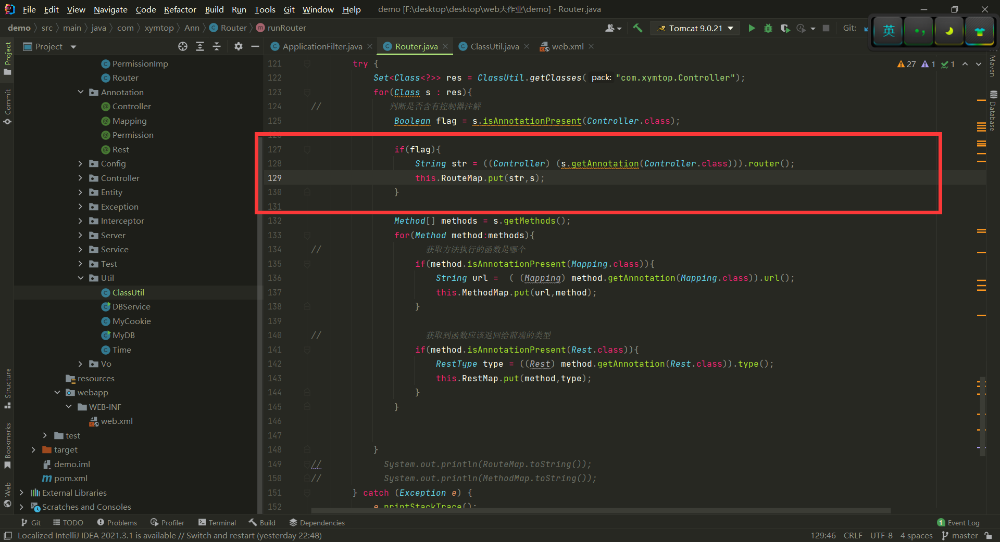 File Edit View Navigate Code Refactor Build Run Tools Git Window Help demo [F:\desktop\desktop\web大作业\demo] - Router.java
demo src main java com xymtop Ann Router runRouter Tomcat 9.0.21 Git:
英
Project ApplicationFilter.java Router.java ClassUtil.java web.xml
Project
Commit
Structure
Bookmarks
Web
PermissionImp
Router
Annotation
Controller
Mapping
Permission
Rest
Config
Controller
Entity
Exception
Interceptor
Server
Service
Test
Util
ClassUtil
DBService
MyCookie
MyDB
Time
Vo
resources
webapp
WEB-INF
web.xml
test
target
demo.iml
pom.xml
External Libraries
Scratches and Consoles
27 1 1
121 try {
122 Set<Class<?>> res = ClassUtil.getClasses( pack: "com.xymtop.Controller");
123 for(Class s : res){
124 // 判断是否含有控制器注解
125 Boolean flag = s.isAnnotationPresent(Controller.class);
127 if(flag){
128 String str = ((Controller) (s.getAnnotation(Controller.class))).router();
129 this.RouteMap.put(str,s);
130 }
131
132 Method[] methods = s.getMethods();
133 for(Method method:methods){
134 // 获取方法执行的函数是哪个
135 if(method.isAnnotationPresent(Mapping.class)){
136 String url =  ( (Mapping) method.getAnnotation(Mapping.class)).url();
137 this.MethodMap.put(url,method);
138 }
139
140 // 获取到函数应该返回给前端的类型
141 if(method.isAnnotationPresent(Rest.class)){
142 RestType type = ((Rest) method.getAnnotation(Rest.class)).type();
143 this.RestMap.put(method,type);
144 }
145 }
146
147
148 }
149 // System.out.println(RouteMap.toString());
150 // System.out.println(MethodMap.toString());
151 } catch (Exception e) {
152 e.printStackTrace();
Maven
Database
Git TODO Problems Profiler Terminal Build Dependencies 1 Event Log
Localized IntelliJ IDEA 2021.3.1 is available // Switch and restart (yesterday 22:48) 129:46 CRLF UTF-8 4 spaces master